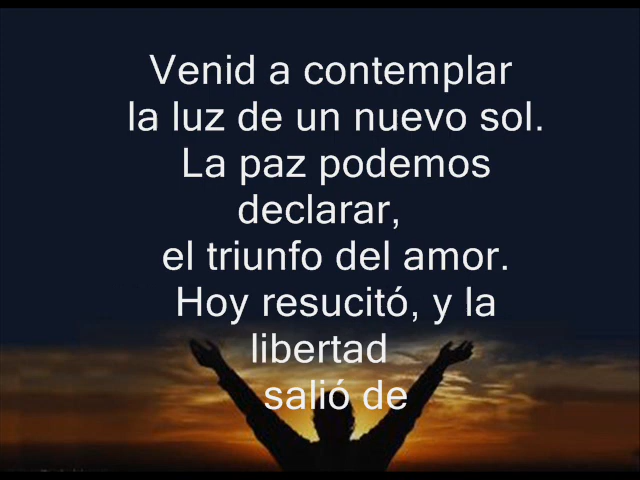 Venid a contemplar
la luz de un nuevo sol.
La paz podemos
declarar,
el triunfo del amor.
Hoy resucitó, y la
libertad
salió de